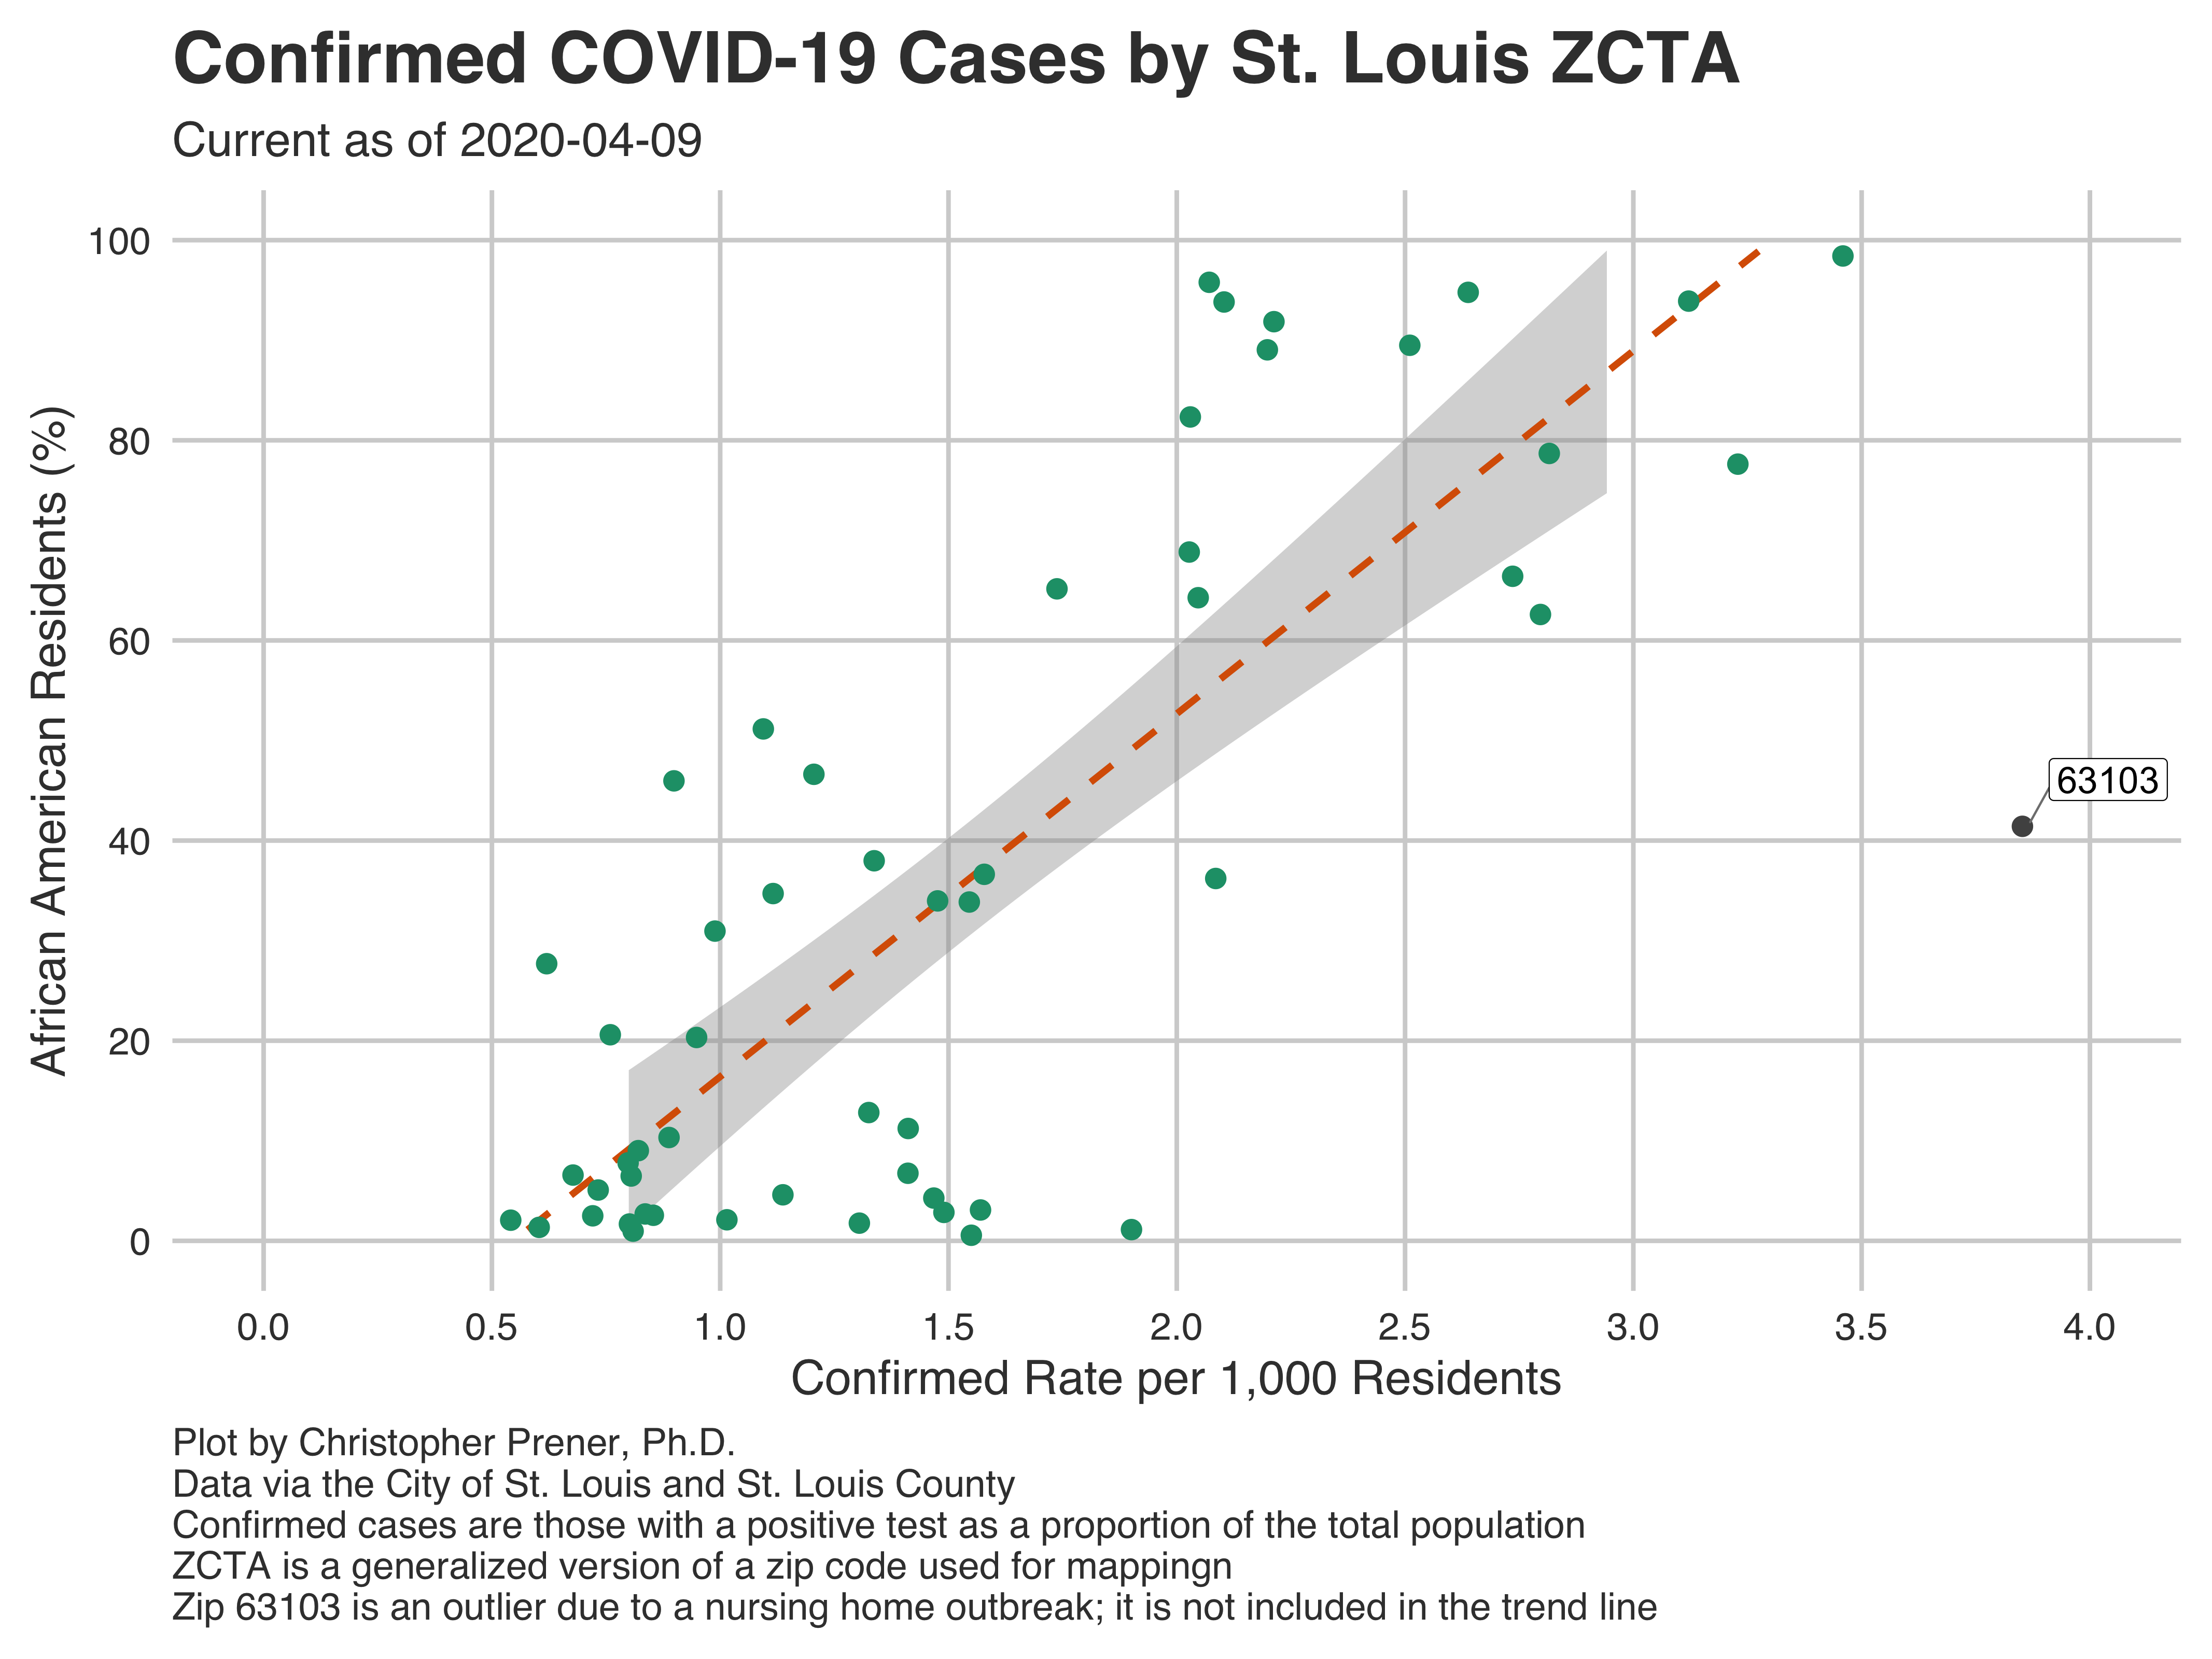 Confirmed COVID-19 Cases by St. Louis ZCTA
Current as of 2020-04-09
African American Residents (%)
100
80
60
40
20
0
63103
0.0 0.5 1.0 1.5 2.0 2.5 3.0 3.5 4.0
Confirmed Rate per 1,000 Residents
Plot by Christopher Prener, Ph.D.
Data via the City of St. Louis and St. Louis County
Confirmed cases are those with a positive test as a proportion of the total population
ZCTA is a generalized version of a zip code used for mappingn
Zip 63103 is an outlier due to a nursing home outbreak; it is not included in the trend line